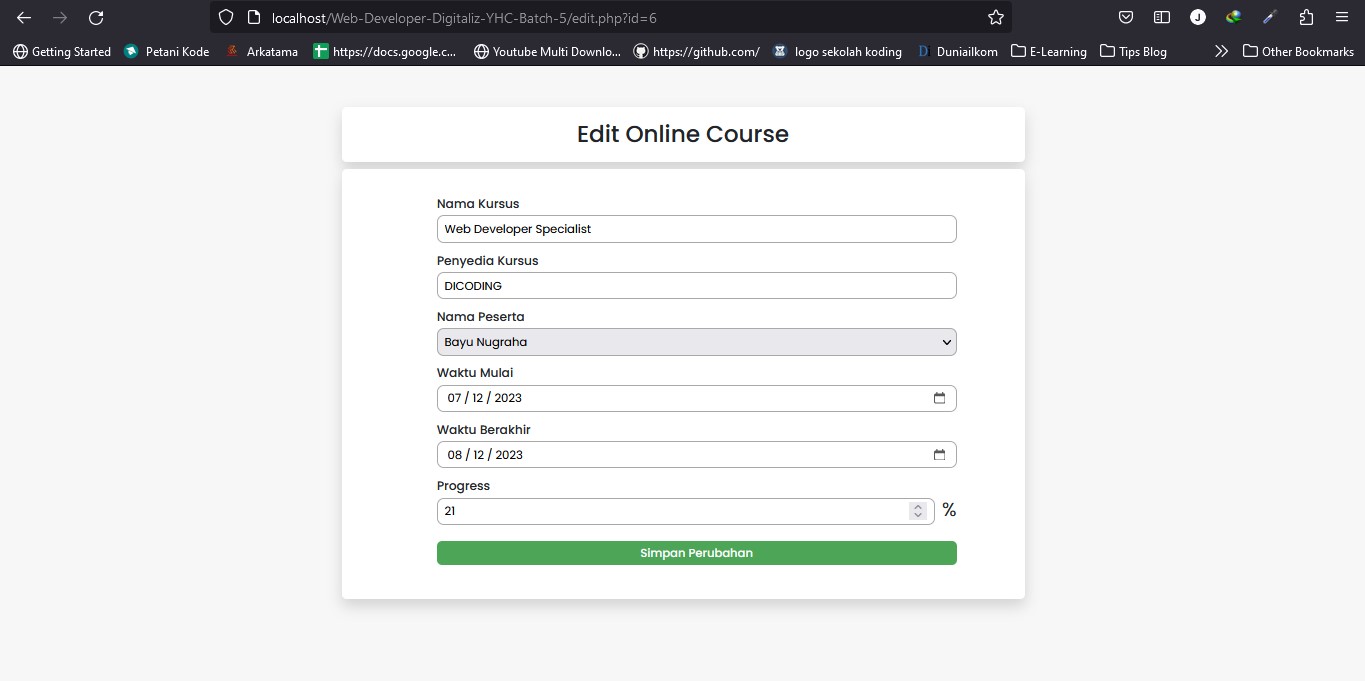 localhost/Web-Developer-Digitaliz-YHC-Batch-5/edit.php?id=6
J
Getting Started Petani Kode Arkatama https://docs.google.c... Youtube Multi Downlo... https://github.com/ logo sekolah koding Duniailkom E-Learning Tips Blog Other Bookmarks
Edit Online Course
Nama Kursus
Web Developer Specialist
Penyedia Kursus
DICODING
Nama Peserta
Bayu Nugraha
Waktu Mulai
07 / 12 / 2023
Waktu Berakhir
08 / 12 / 2023
Progress
21 %
Simpan Perubahan